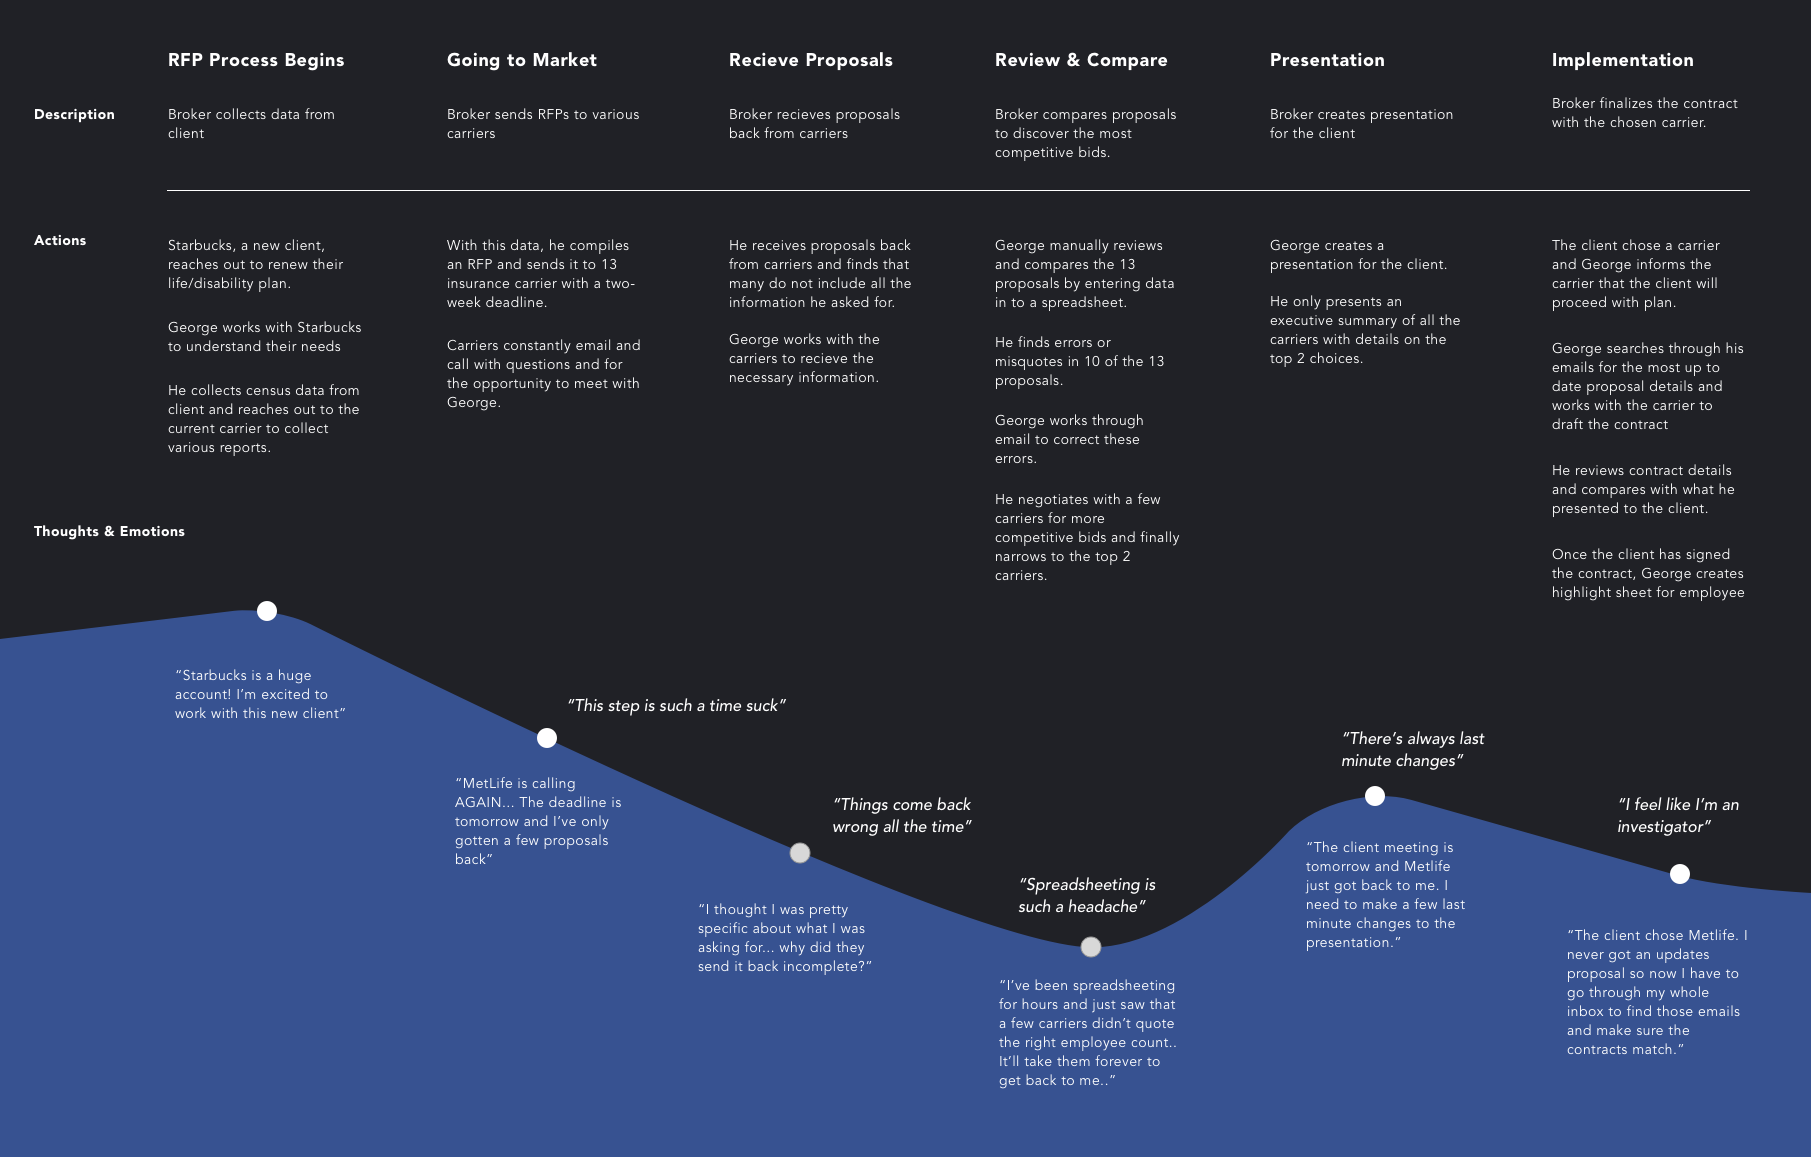 RFP Process Begins
Going to Market
Recieve Proposals
Review & Compare
Presentation
Implementation
Description
Broker collects data from
client
Broker sends RFPs to various
carriers
Broker recieves proposals
back from carriers
Broker compares proposals
to discover the most
competitive bids.
Broker creates presentation
for the client
Broker finalizes the contract
with the chosen carrier.
Actions
Starbucks, a new client,
reaches out to renew their
life/disability plan.
George works with Starbucks
to understand their needs
He collects census data from
client and reaches out to the
current carrier to collect
various reports.
With this data, he compiles
an RFP and sends it to 13
insurance carrier with a two-
week deadline.
Carriers constantly email and
call with questions and for
the opportunity to meet with
George.
He receives proposals back
from carriers and finds that
many do not include all the
information he asked for.
George works with the
carriers to recieve the
necessary information.
George manually reviews
and compares the 13
proposals by entering data
in to a spreadsheet.
He finds errors or
misquotes in 10 of the 13
proposals.
George works through
email to correct these
errors.
He negotiates with a few
carriers for more
competitive bids and finally
narrows to the top 2
carriers.
George creates a
presentation for the client.
He only presents an
executive summary of all the
carriers with details on the
top 2 choices.
The client chose a carrier
and George informs the
carrier that the client will
proceed with plan.
George searches through his
emails for the most up to
date proposal details and
works with the carrier to
draft the contract
He reviews contract details
and compares with what he
presented to the client.
Once the client has signed
the contract, George creates
highlight sheet for employee
Thoughts & Emotions
“Starbucks is a huge
account! I’m excited to
work with this new client”
“This step is such a time suck”
“MetLife is calling
AGAIN... The deadline is
tomorrow and I’ve only
gotten a few proposals
back”
“Things come back
wrong all the time”
“I thought I was pretty
specific about what I was
asking for... why did they
send it back incomplete?”
“Spreadsheeting is
such a headache”
“I’ve been spreadsheeting
for hours and just saw that
a few carriers didn’t quote
the right employee count..
It’ll take them forever to
get back to me..”
“There’s always last
minute changes”
“The client meeting is
tomorrow and Metlife
just got back to me. I
need to make a few last
minute changes to the
presentation.”
“I feel like I’m an
investigator”
“The client chose Metlife. I
never got an updates
proposal so now I have to
go through my whole
inbox to find those emails
and make sure the
contracts match.”